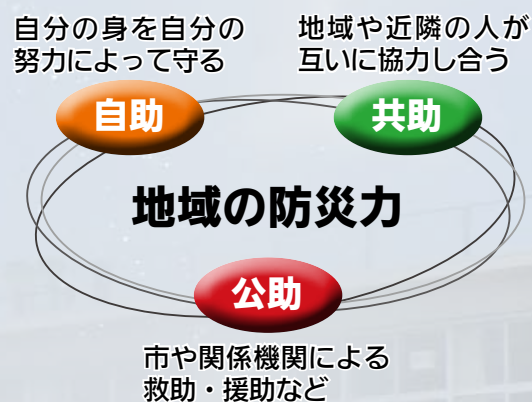 自分の身を自分の
努力によって守る
地域や近隣の人が
互いに協力し合う
自助
共助
地域の防災力
公助
市や関係機関による
救助・援助など